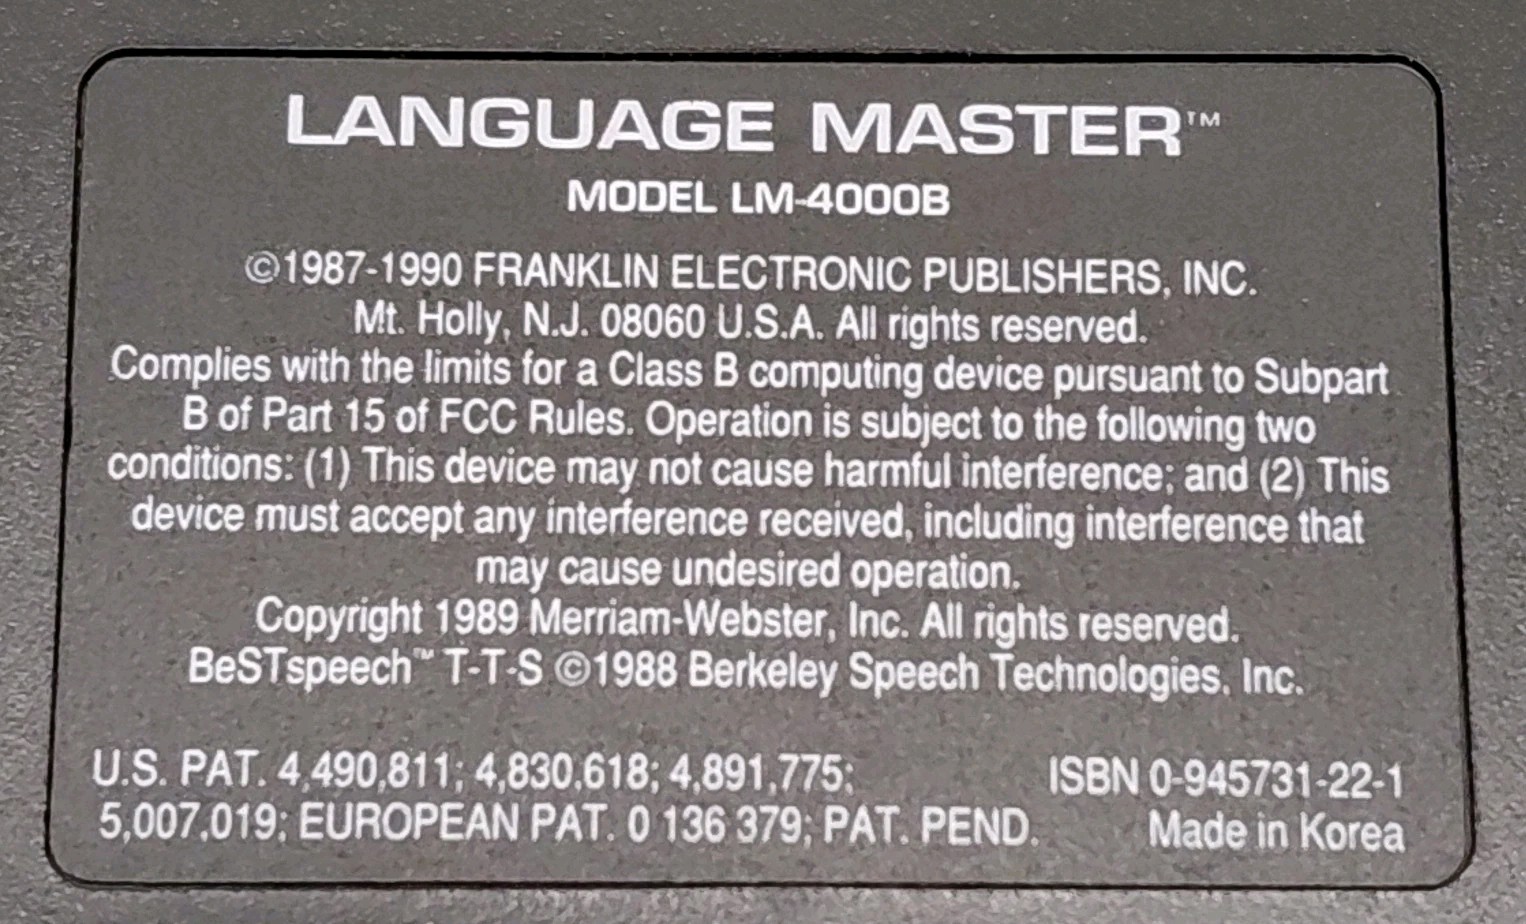 LANGUAGE MASTER™
MODEL LM-4000B
©1987-1990 FRANKLIN ELECTRONIC PUBLISHERS, INC.
Mt. Holly, N.J. 08060 U.S.A. All rights reserved.
Complies with the limits for a Class B computing device pursuant to Subpart
B of Part 15 of FCC Rules. Operation is subject to the following two
conditions: (1) This device may not cause harmful interference; and (2) This
device must accept any interference received, including interference that
may cause undesired operation.
Copyright 1989 Merriam-Webster, Inc. All rights reserved.
BeSTspeech™ T-T-S ©1988 Berkeley Speech Technologies, Inc.
U.S. PAT. 4,490,811; 4,830,618; 4,891,775;
5,007,019; EUROPEAN PAT. 0 136 379; PAT. PEND.
ISBN 0-945731-22-1
Made in Korea